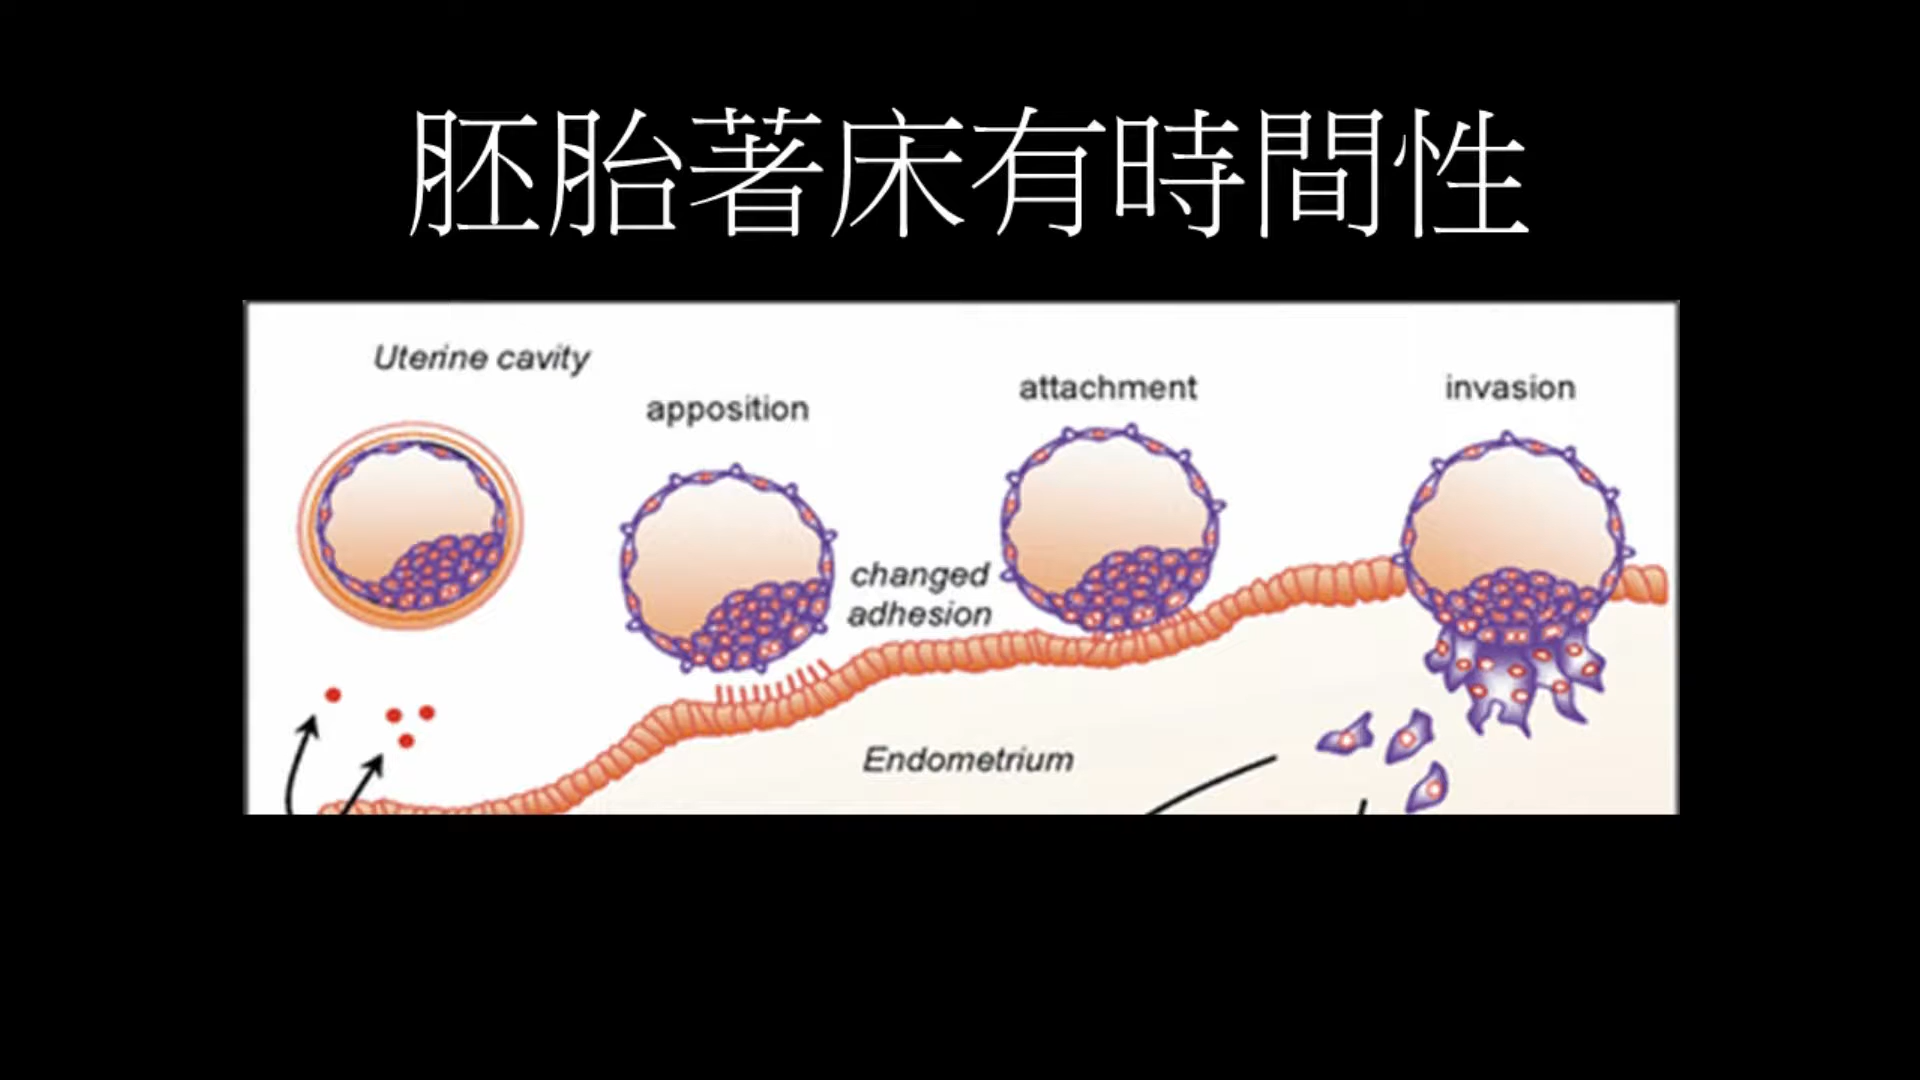 胚胎著床有時間性
Uterine cavity
apposition
attachment
invasion
changed
adhesion
Endometrium